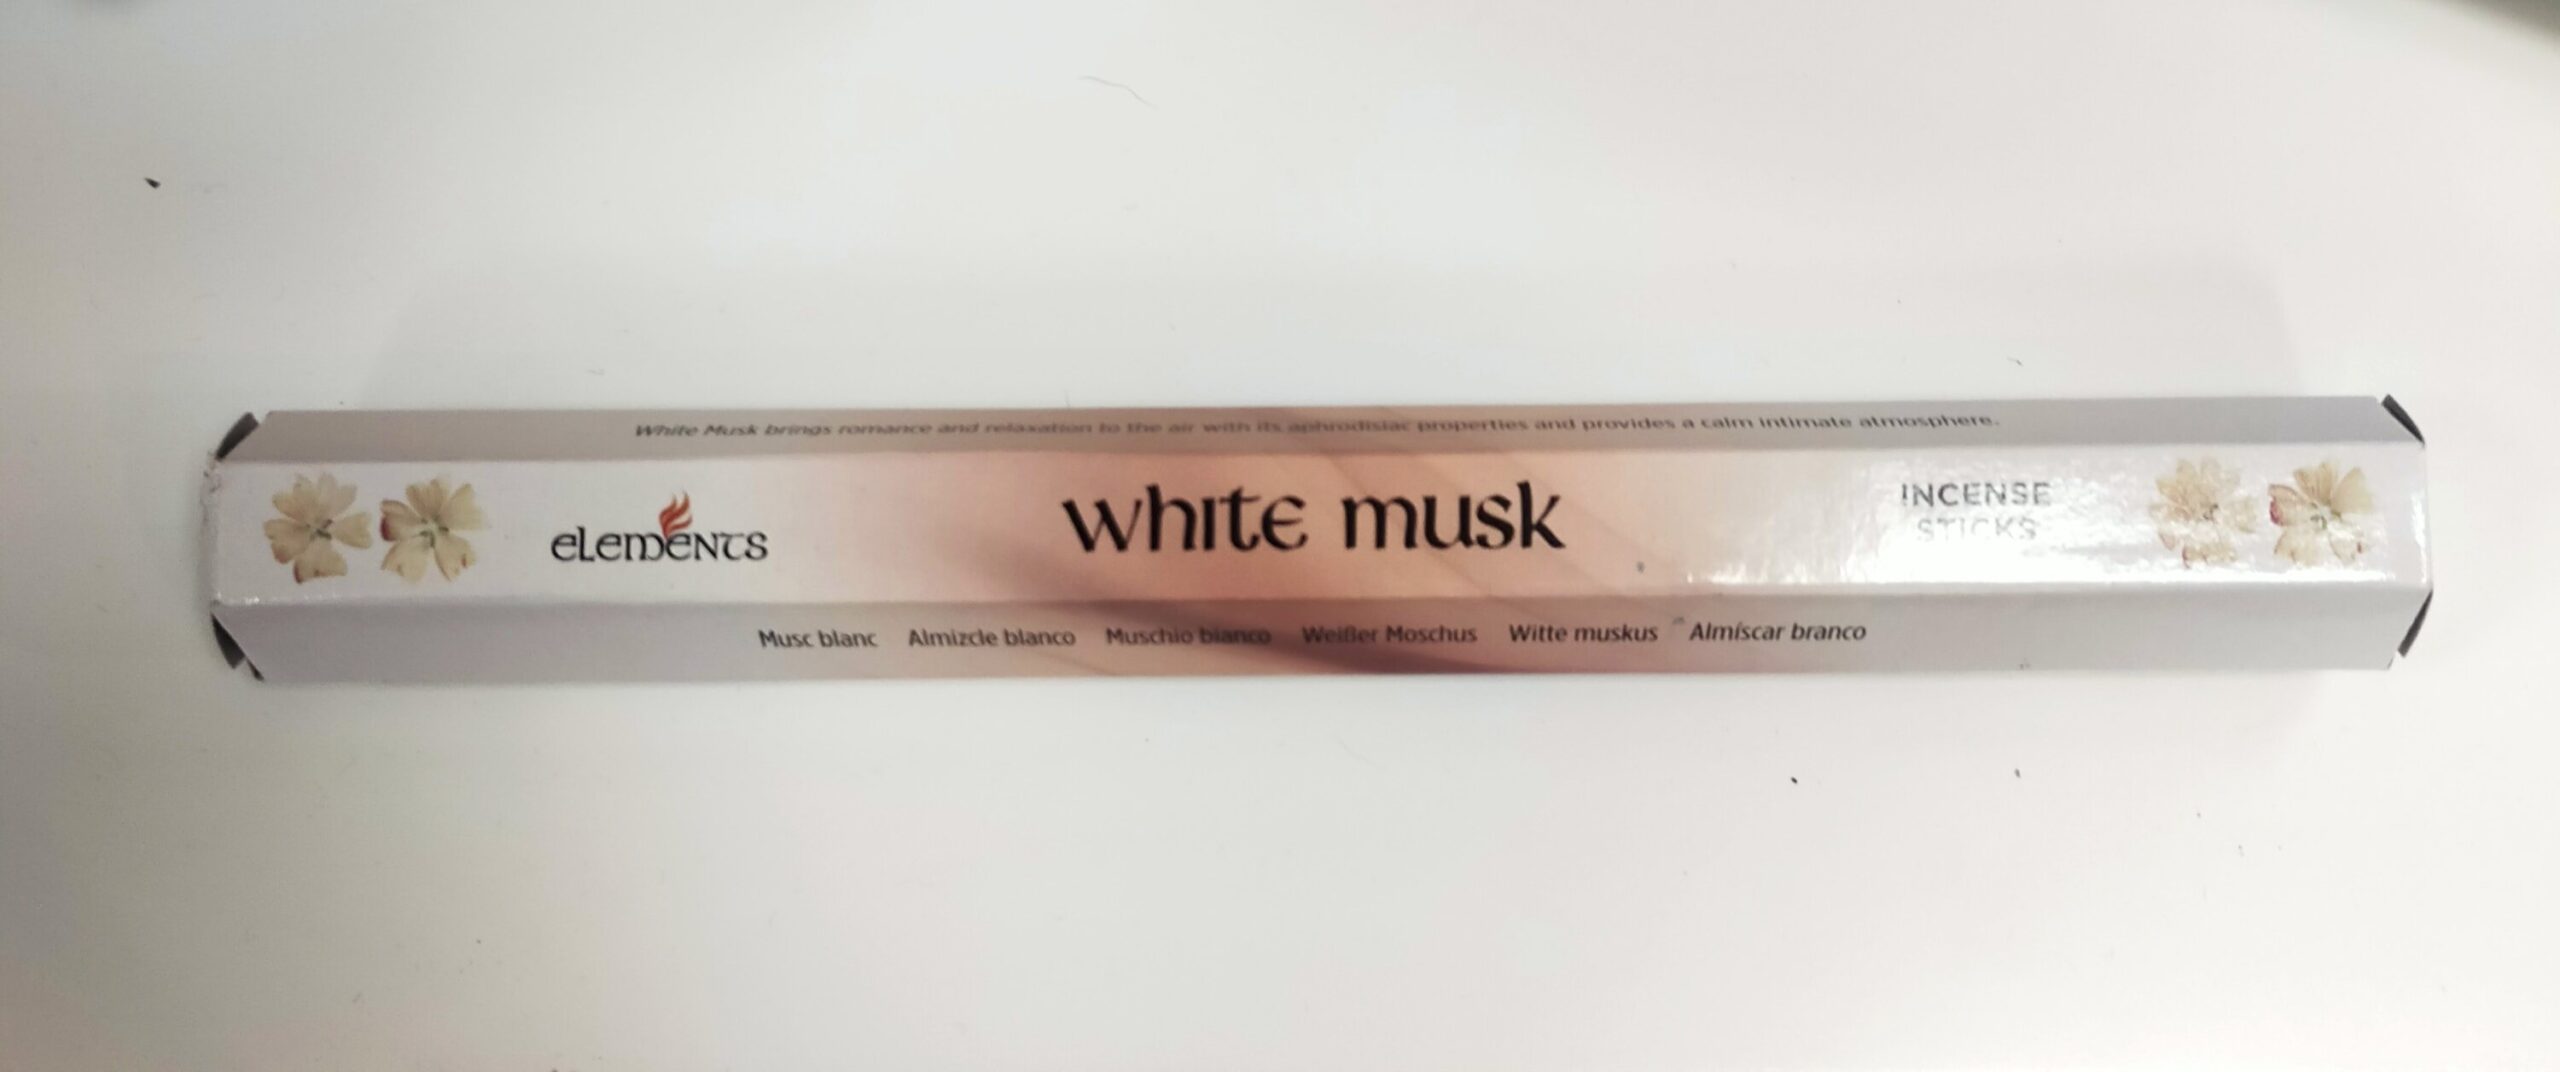 White Musk brings romance and relaxation to the air with its aphrodisiac properties and provides a calm intimate atmosphere.
elements
white musk
INCENSE
STICKS
Musc blanc Almizcle blanco Muschio bianco Weißer Moschus Witte muskus Almíscar branco